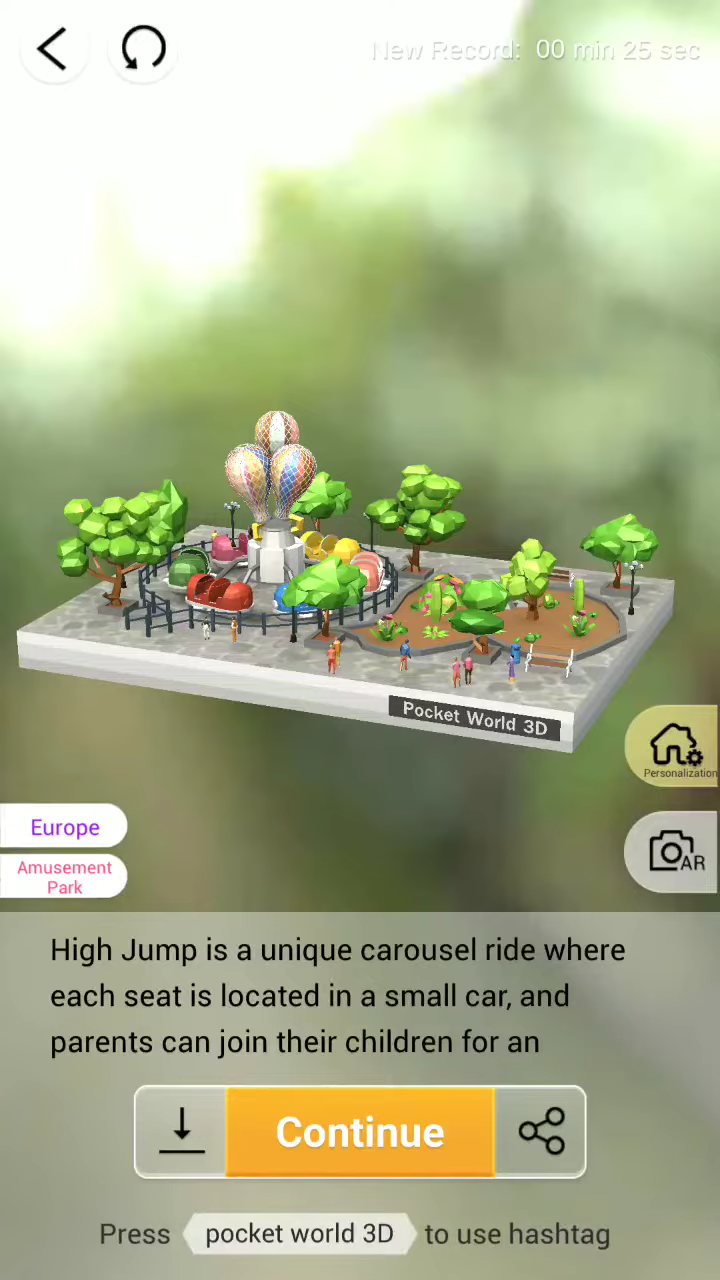 New Record: 00 min 25 sec
Pocket World 3D
Personalization
Europe
AR
Amusement
Park
High Jump is a unique carousel ride where
each seat is located in a small car, and
parents can join their children for an
Continue
Press pocket world 3D to use hashtag